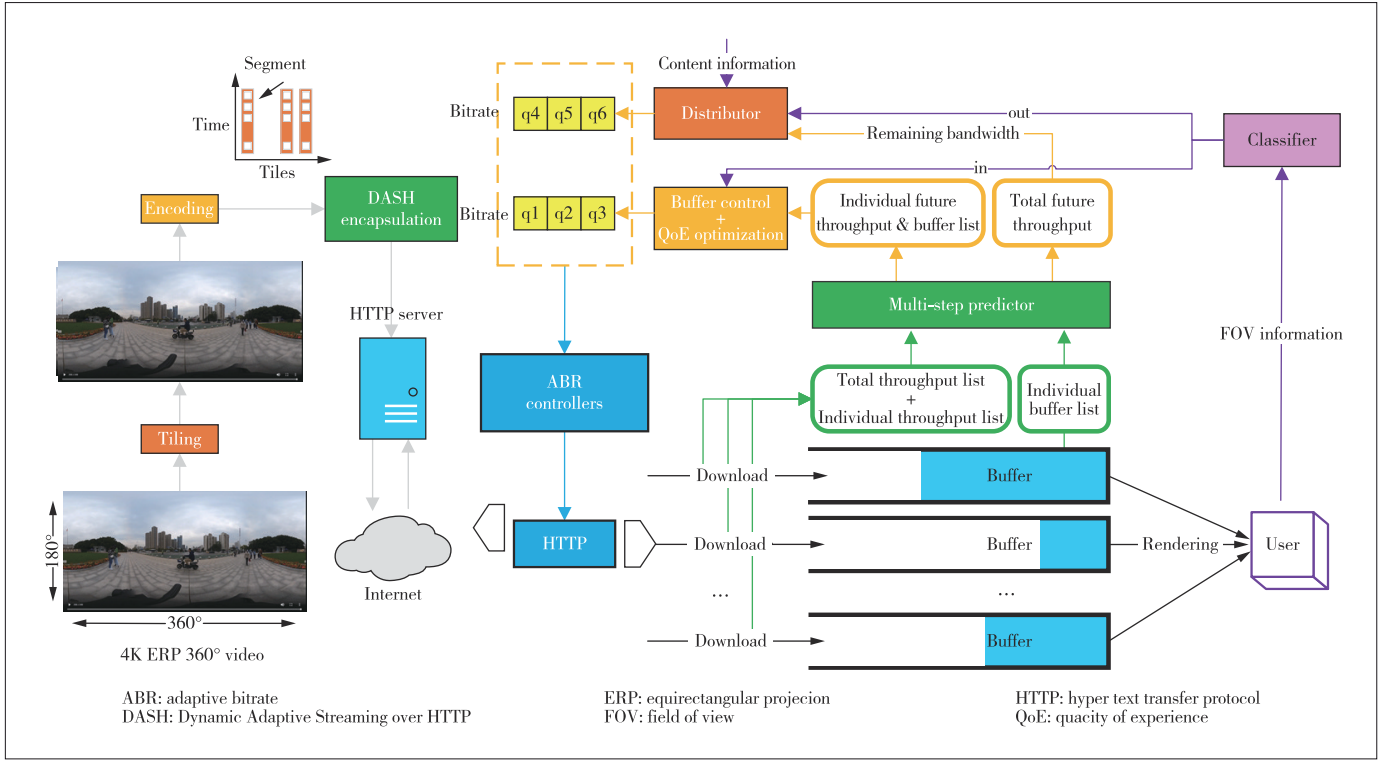 Content information
Segment
Time
Tiles
Bitrate
q4 q5 q6
Distributor
out
Remaining bandwidth
Classifier
in
Encoding
DASH
encapsulation
Bitrate
q1 q2 q3
Buffer control
+
QoE optimization
Individual future
throughput & buffer list
Total future
throughput
Multi-step predictor
FOV information
HTTP server
ABR
controllers
Total throughput list
+
Individual throughput list
Individual
buffer list
Tiling
Download
Buffer
180°
HTTP
Download
Buffer
Rendering
User
Internet
...
...
Download
Buffer
360°
4K ERP 360° video
ABR: adaptive bitrate
DASH: Dynamic Adaptive Streaming over HTTP
ERP: equirectangular projecion
FOV: field of view
HTTP: hyper text transfer protocol
QoE: quacity of experience